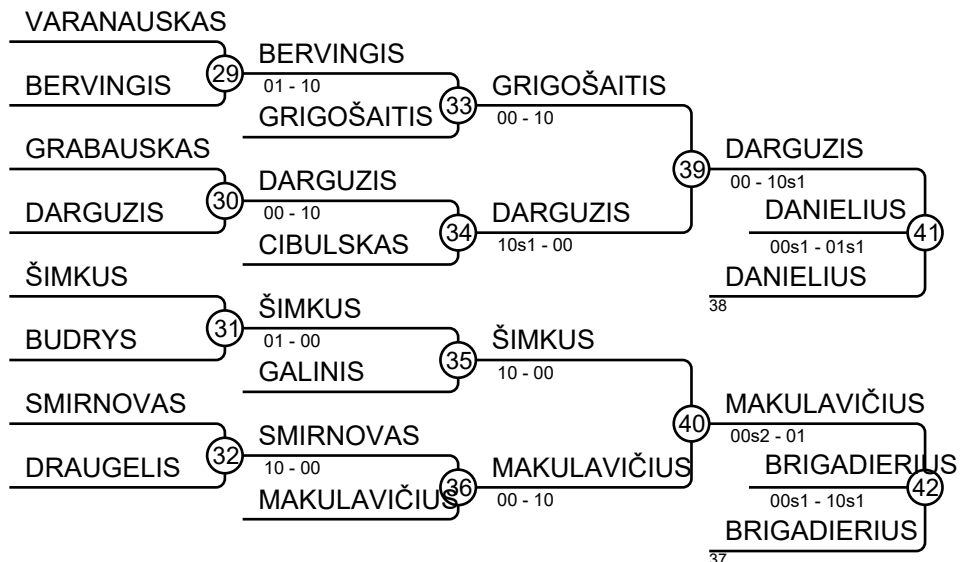 VARANAUSKAS
29
BERVINGIS
BERVINGIS
01 - 10
33
GRIGOŠAITIS
GRIGOŠAITIS
00 - 10
GRABAUSKAS
30
DARGUZIS
DARGUZIS
00 - 10
34
CIBULSKAS
DARGUZIS
10s1 - 00
39
DARGUZIS
00 - 10s1
DANIELIUS
00s1 - 01s1
41
DANIELIUS
38
ŠIMKUS
31
BUDRYS
ŠIMKUS
01 - 00
35
GALINIS
ŠIMKUS
10 - 00
SMIRNOVAS
32
DRAUGELIS
SMIRNOVAS
10 - 00
36
MAKULAVIČIUS
MAKULAVIČIUS
00 - 10
40
MAKULAVIČIUS
00s2 - 01
BRIGADIERIUS
00s1 - 10s1
42
BRIGADIERIUS
37